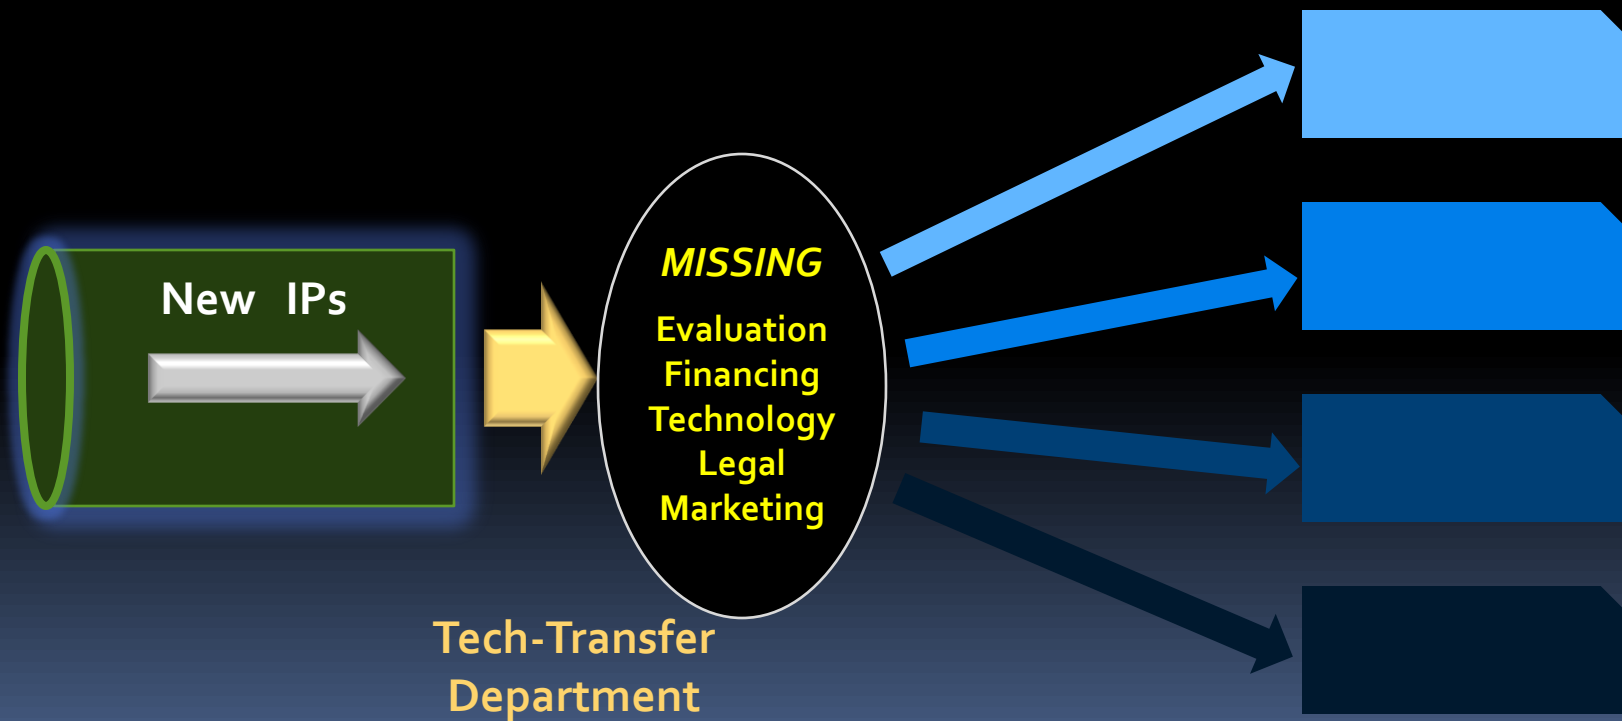 New IPs
MISSING
Evaluation
Financing
Technology
Legal
Marketing
Tech-Transfer
Department